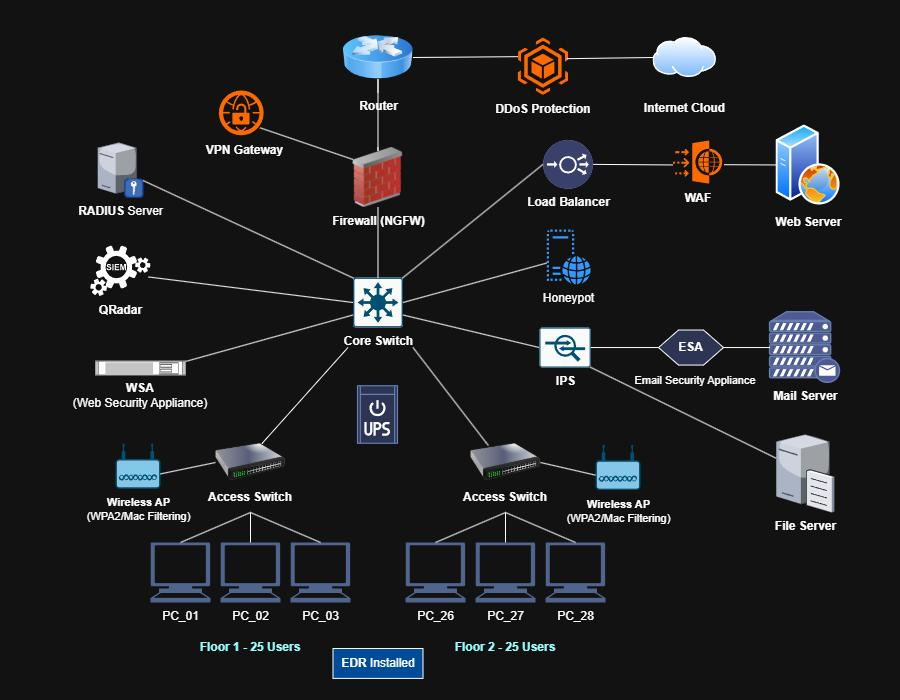 Router
DDoS Protection
Internet Cloud
VPN Gateway
RADIUS Server
Firewall (NGFW)
Load Balancer
WAF
Web Server
SIEM
QRadar
Honeypot
Core Switch
IPS
ESA
Email Security Appliance
Mail Server
WSA
(Web Security Appliance)
UPS
Wireless AP
(WPA2/Mac Filtering)
Access Switch
Access Switch
Wireless AP
(WPA2/Mac Filtering)
File Server
PC_01
PC_02
PC_03
PC_26
PC_27
PC_28
Floor 1 - 25 Users
Floor 2 - 25 Users
EDR Installed